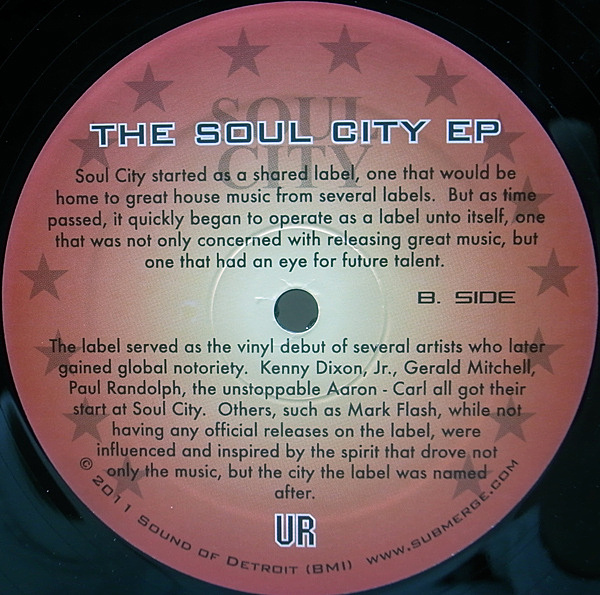 SOUL
CITY
THE SOUL CITY EP
Soul City started as a shared label, one that would be
home to great house music from several labels. But as time
passed, it quickly began to operate as a label unto itself, one
that was not only concerned with releasing great music, but
one that had an eye for future talent.
B. SIDE
The label served as the vinyl debut of several artists who later
gained global notoriety. Kenny Dixon, Jr., Gerald Mitchell,
Paul Randolph, the unstoppable Aaron - Carl all got their
start at Soul City. Others, such as Mark Flash, while not
having any official releases on the label, were
influenced and inspired by the spirit that drove not
only the music, but the city the label was named
after.
UR
© 2011 SOUND OF DETROIT (BMI) WWW.SUBMERGE.COM